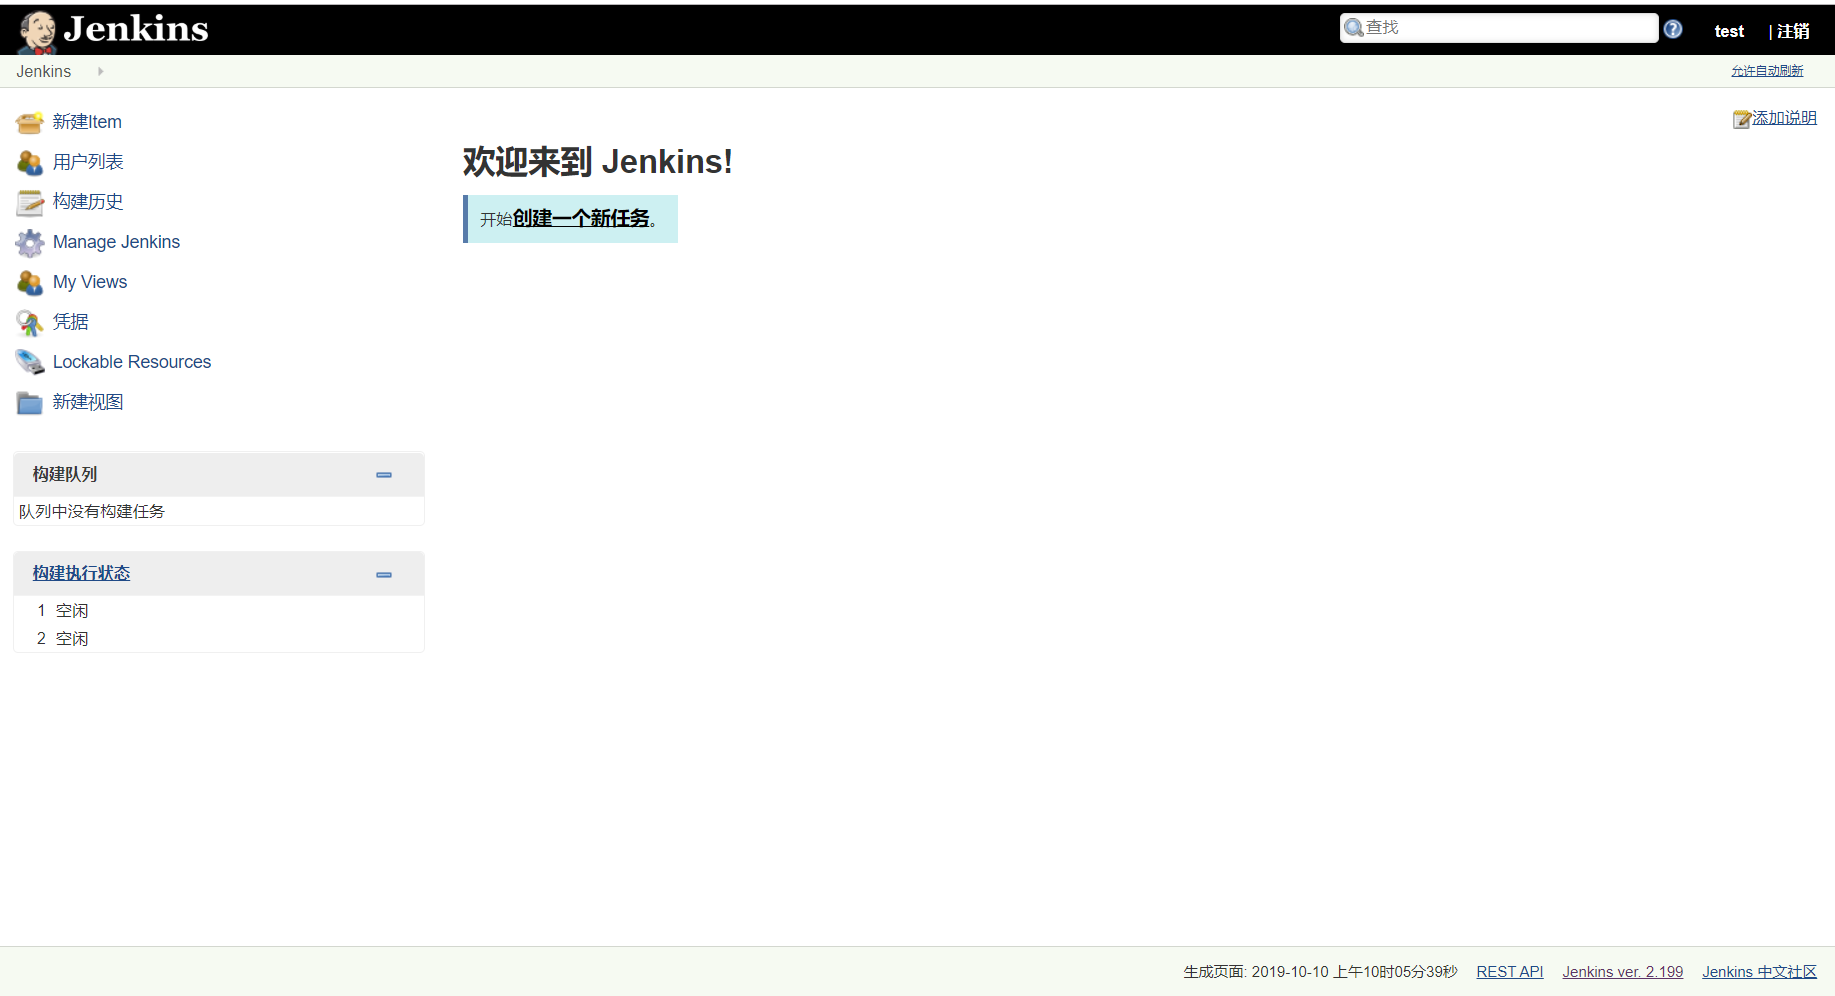 Jenkins
查找
test
| 注销
Jenkins
允许自动刷新
新建Item
用户列表
构建历史
Manage Jenkins
My Views
凭据
Lockable Resources
新建视图
构建队列
队列中没有构建任务
构建执行状态
1 空闲
2 空闲
添加说明
欢迎来到 Jenkins!
开始创建一个新任务。
生成页面: 2019-10-10 上午10时05分39秒 REST API Jenkins ver. 2.199 Jenkins 中文社区